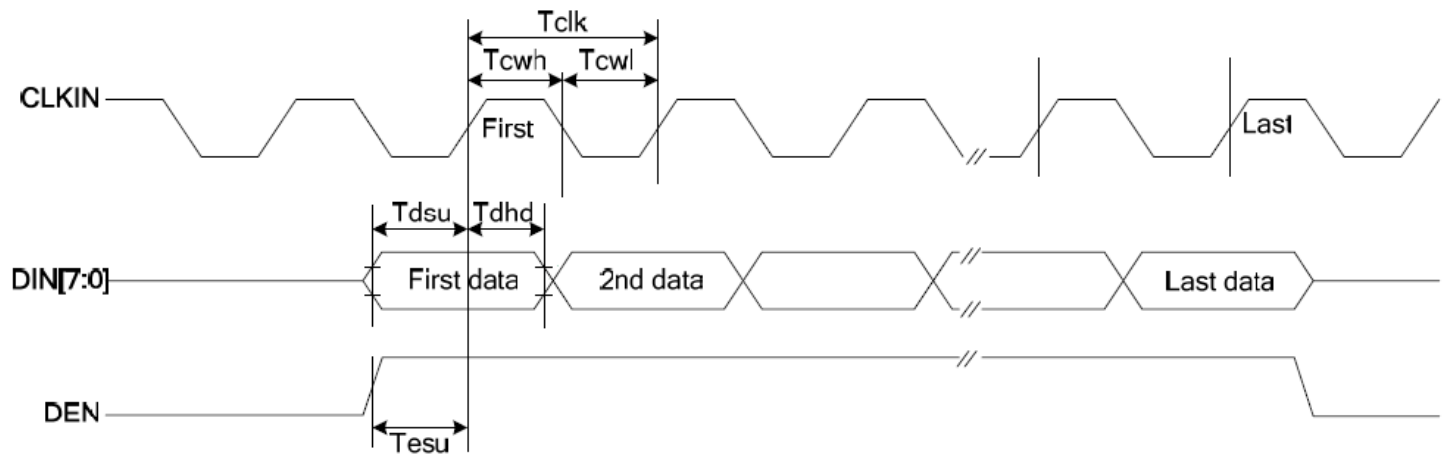 Tclk
Tcwh Tcwl
CLKIN
First
Last
Tdsu Tdhd
DIN[7:0]
First data
2nd data
Last data
DEN
Tesu